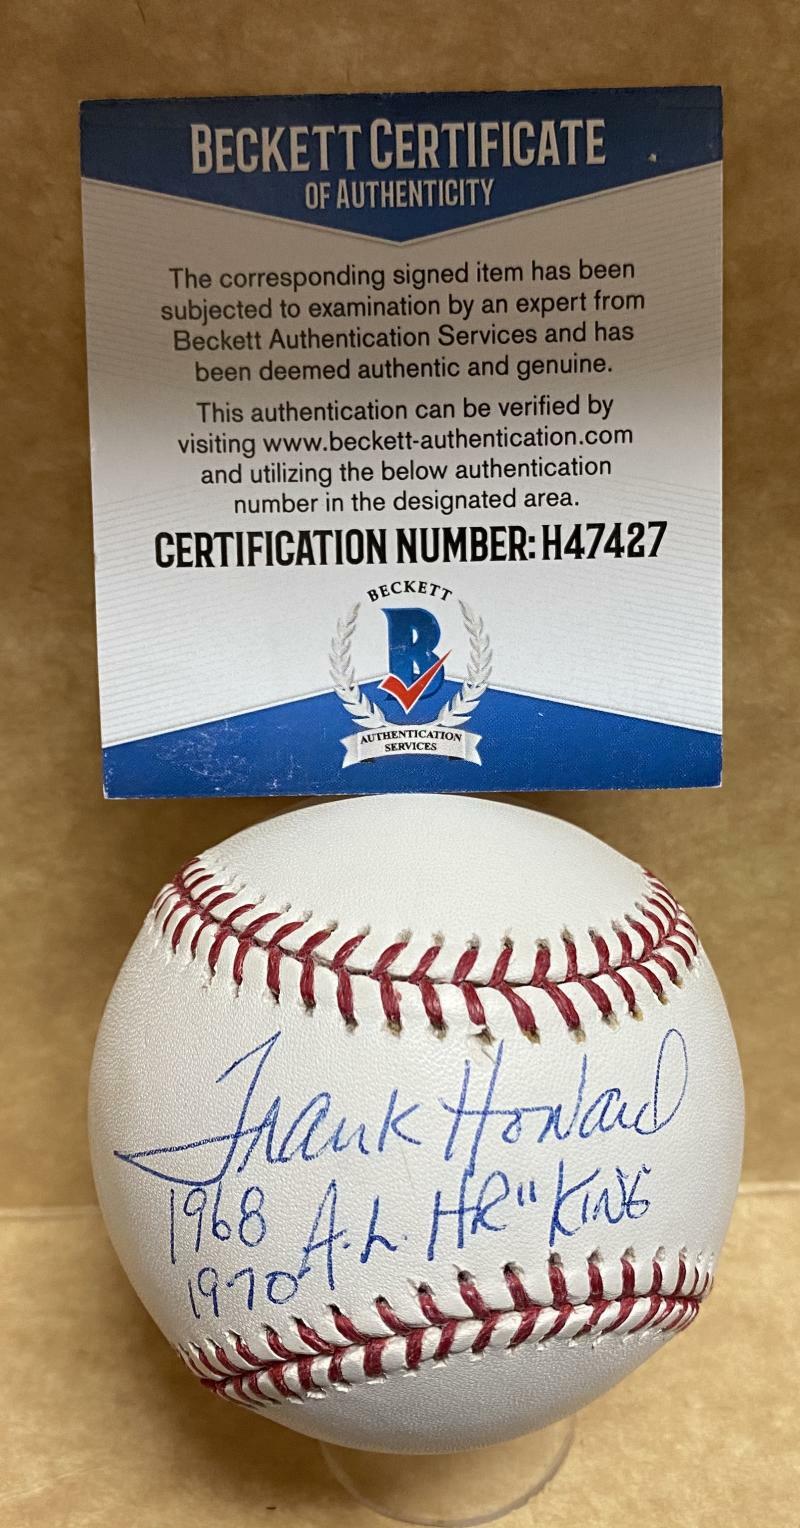 BECKETT CERTIFICATE
OF AUTHENTICITY
The corresponding signed item has been
subjected to examination by an expert from
Beckett Authentication Services and has
been deemed authentic and genuine.
This authentication can be verified by
visiting www.beckett-authentication.com
and utilizing the below authentication
number in the designated area.
CERTIFICATION NUMBER: H47427
BECKETT
B
AUTHENTICATION
SERVICES
Frank Howard
1968 A.L. HR" KING
1970